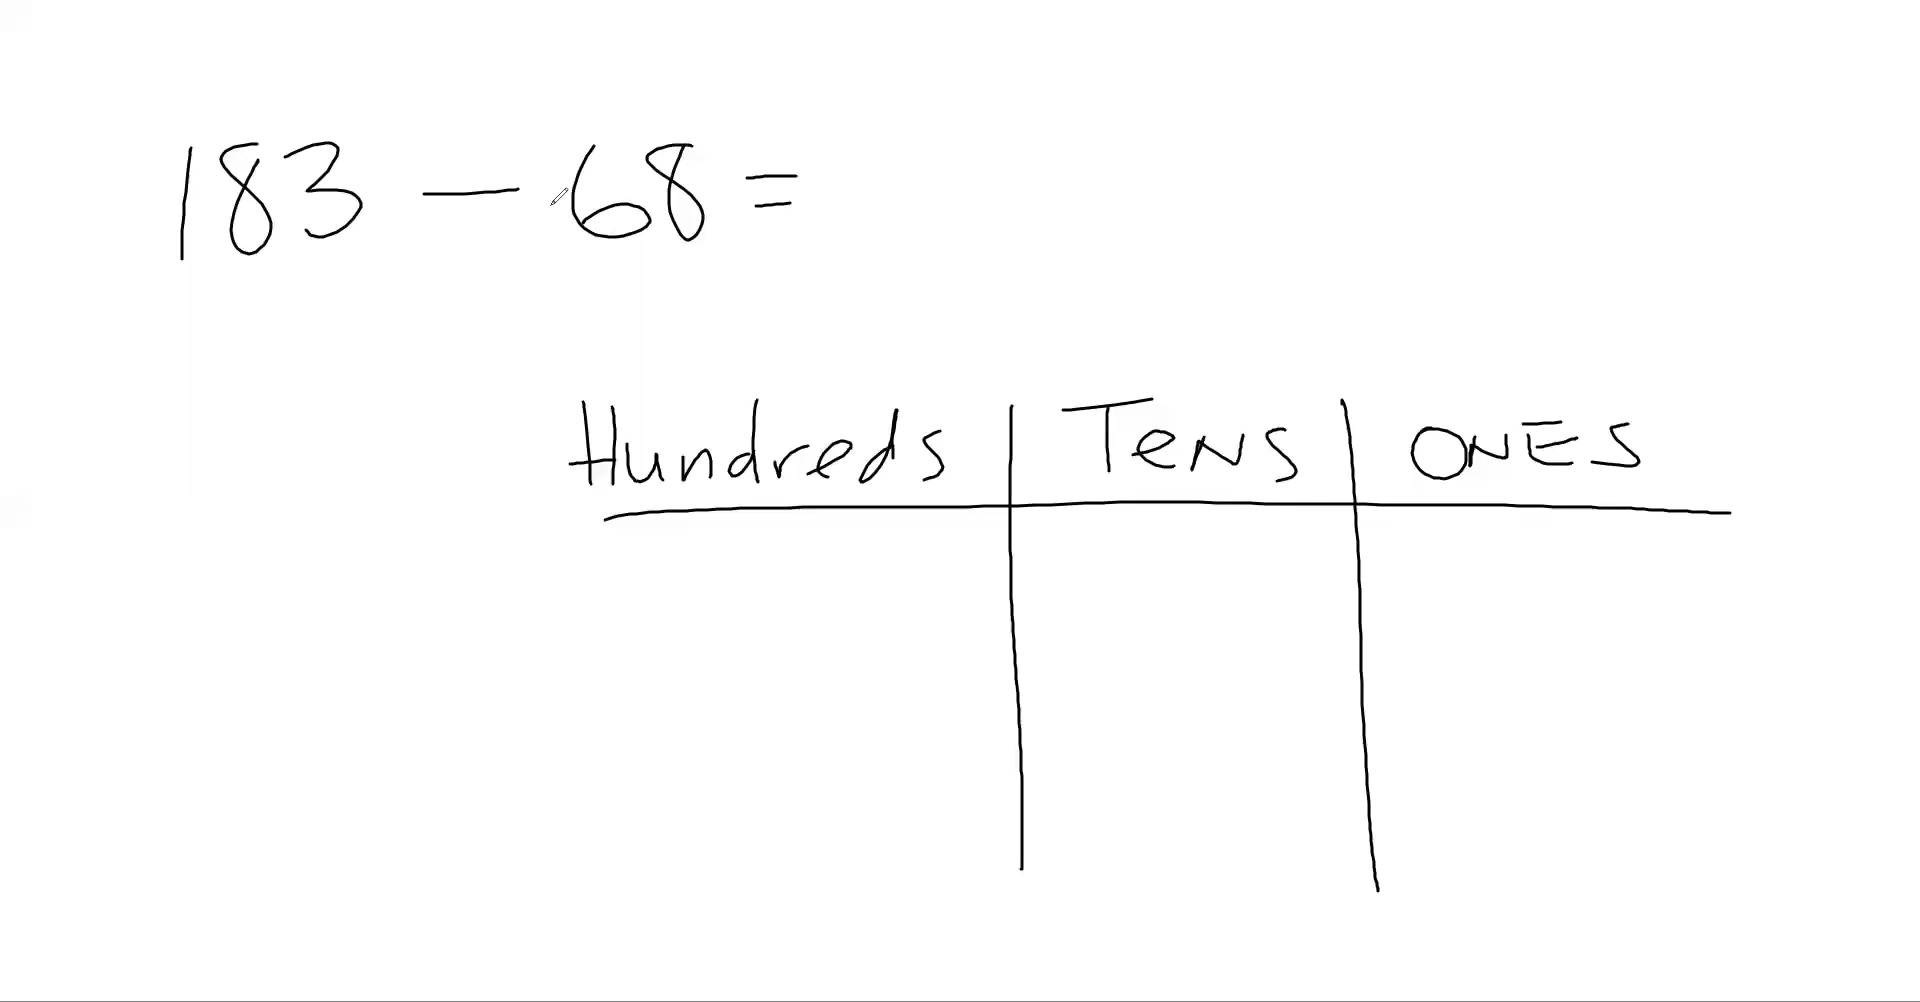 183 — 68 =
Hundreds TeNS ONES